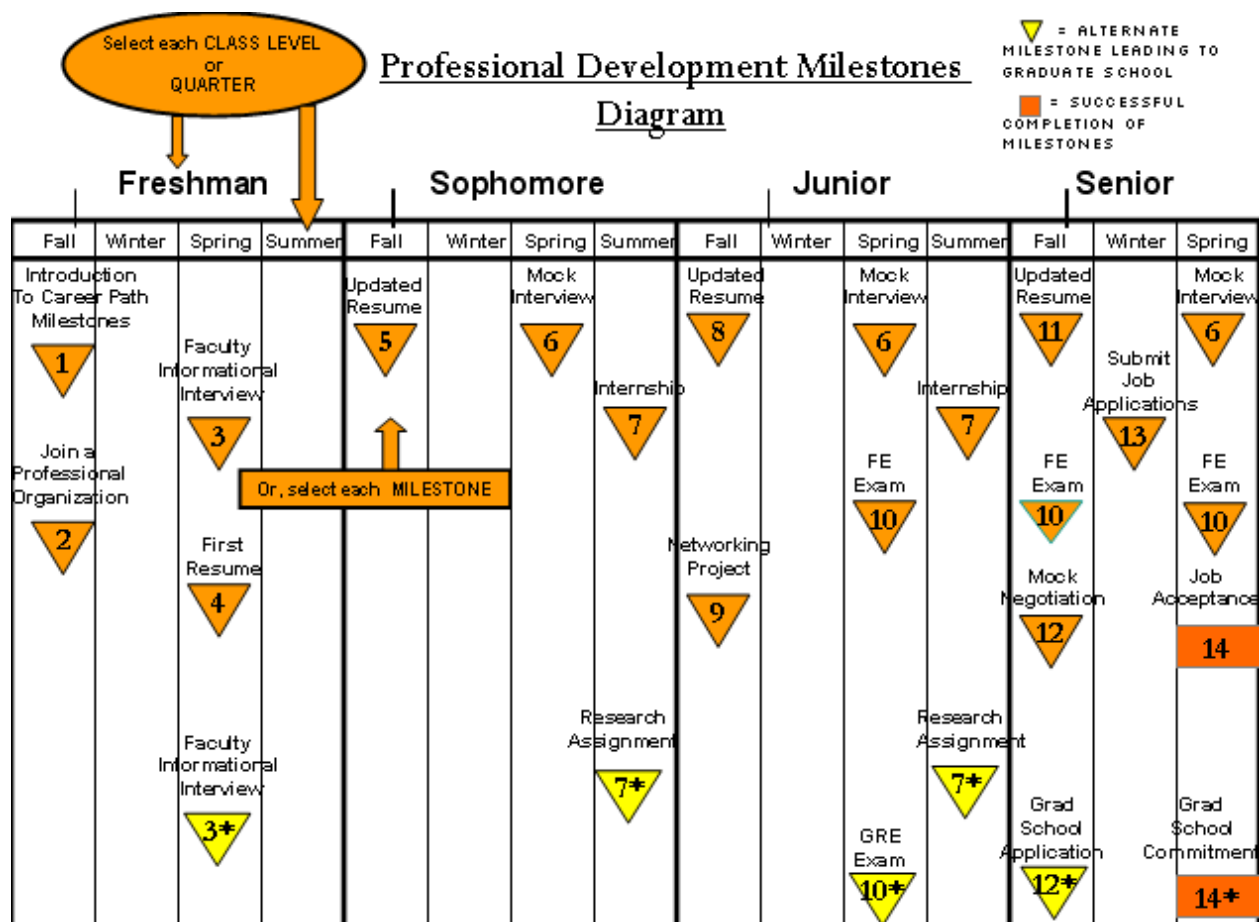 Select each CLASS LEVEL
or
QUARTER
Professional Development Milestones
Diagram
= ALTERNATE
MILESTONE LEADING TO
GRADUATE SCHOOL
= SUCCESSFUL
COMPLETION OF
MILESTONES
Freshman
Sophomore
Junior
Senior
Fall
Winter
Spring
Summer
Fall
Winter
Spring
Summer
Fall
Winter
Spring
Summer
Fall
Winter
Spring
Introduction
To Career Path
Milestones
1
Join a
Professional
Organization
2
Faculty
Informational
Interview
3
First
Resume
4
Faculty
Informational
Interview
3*
Updated
Resume
5
Or, select each MILESTONE
Mock
Interview
6
Internship
7
Research
Assignment
7*
Updated
Resume
8
Networking
Project
9
Mock
Interview
6
FE
Exam
10
GRE
Exam
10*
Internship
7
Research
Assignment
7*
Updated
Resume
11
FE
Exam
10
Mock
Negotiation
12
Grad
School
Application
12*
Submit
Job
Applications
13
Mock
Interview
6
FE
Exam
10
Job
Acceptance
14
Grad
School
Commitment
14*